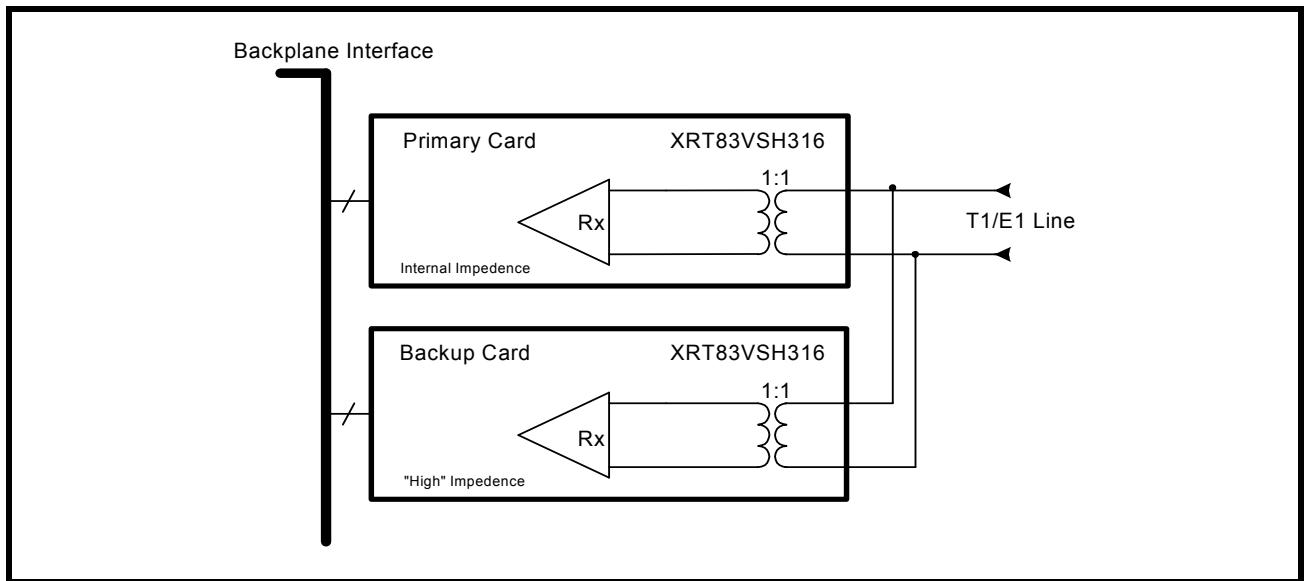 Backplane Interface
Primary Card XRT83VSH316
1:1
Rx
T1/E1 Line
Internal Impedence
Backup Card XRT83VSH316
1:1
Rx
"High" Impedence